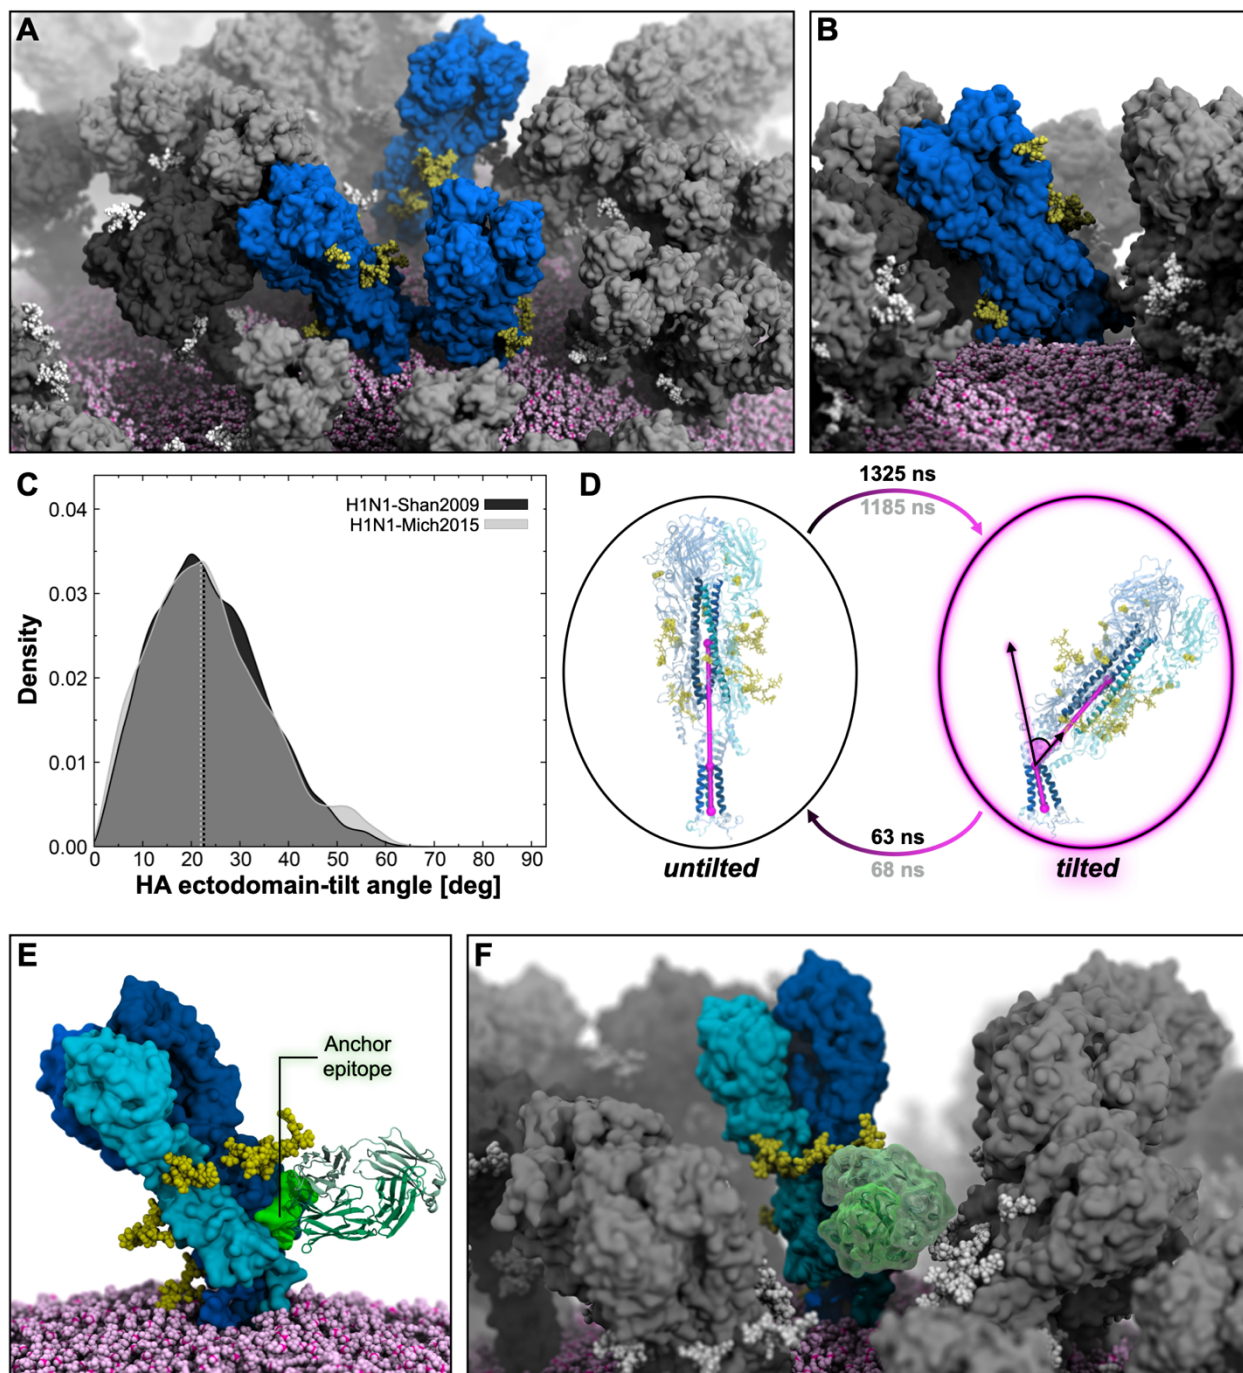 A
B
C
H1N1-Shan2009
H1N1-Mich2015
0.04
0.03
0.02
0.01
0.00
Density
0 10 20 30 40 50 60 70 80 90
HA ectodomain-tilt angle [deg]
D
1325 ns
1185 ns
63 ns
68 ns
untilted
tilted
E
Anchor
epitope
F